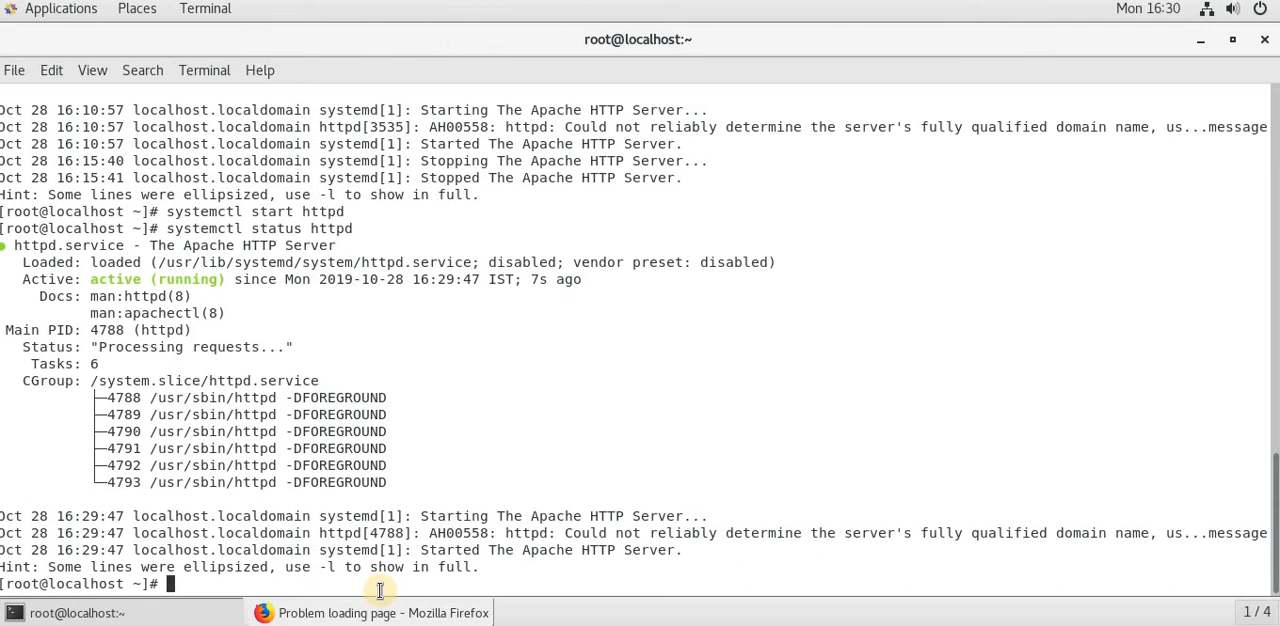 Applications Places Terminal Mon 16:30
root@localhost:~
File Edit View Search Terminal Help
Oct 28 16:10:57 localhost.localdomain systemd[1]: Starting The Apache HTTP Server...
Oct 28 16:10:57 localhost.localdomain httpd[3535]: AH00558: httpd: Could not reliably determine the server's fully qualified domain name, us...message
Oct 28 16:10:57 localhost.localdomain systemd[1]: Started The Apache HTTP Server.
Oct 28 16:15:40 localhost.localdomain systemd[1]: Stopping The Apache HTTP Server...
Oct 28 16:15:41 localhost.localdomain systemd[1]: Stopped The Apache HTTP Server.
Hint: Some lines were ellipsized, use -l to show in full.
[root@localhost ~]# systemctl start httpd
[root@localhost ~]# systemctl status httpd
● httpd.service - The Apache HTTP Server
Loaded: loaded (/usr/lib/systemd/system/httpd.service; disabled; vendor preset: disabled)
Active: active (running) since Mon 2019-10-28 16:29:47 IST; 7s ago
Docs: man:httpd(8)
man:apachectl(8)
Main PID: 4788 (httpd)
Status: "Processing requests..."
Tasks: 6
CGroup: /system.slice/httpd.service
├─4788 /usr/sbin/httpd -DFOREGROUND
├─4789 /usr/sbin/httpd -DFOREGROUND
├─4790 /usr/sbin/httpd -DFOREGROUND
├─4791 /usr/sbin/httpd -DFOREGROUND
├─4792 /usr/sbin/httpd -DFOREGROUND
└─4793 /usr/sbin/httpd -DFOREGROUND
Oct 28 16:29:47 localhost.localdomain systemd[1]: Starting The Apache HTTP Server...
Oct 28 16:29:47 localhost.localdomain httpd[4788]: AH00558: httpd: Could not reliably determine the server's fully qualified domain name, us...message
Oct 28 16:29:47 localhost.localdomain systemd[1]: Started The Apache HTTP Server.
Hint: Some lines were ellipsized, use -l to show in full.
[root@localhost ~]#
root@localhost:~ Problem loading page - Mozilla Firefox 1 / 4